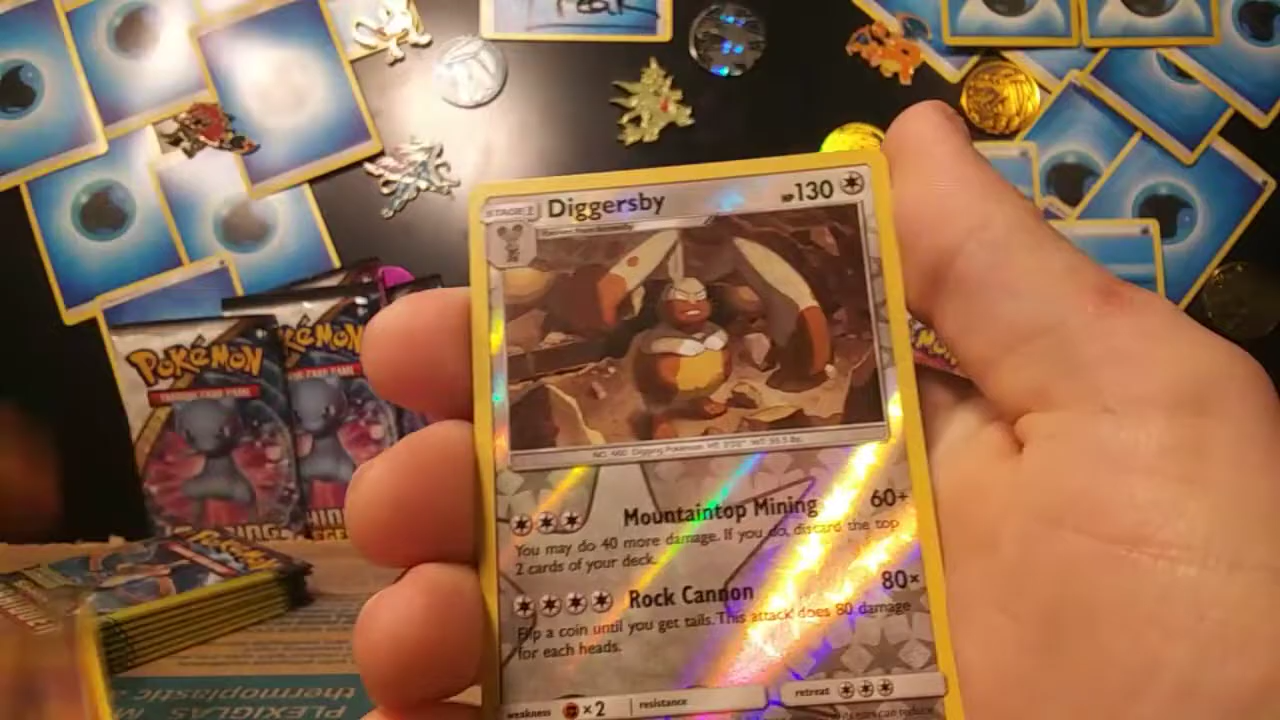 Peak
STAGE 1 Diggersby HP 130
NO. 660 Digging Pokémon HT: 3'03" WT: 93.5 lbs.
Mountaintop Mining 60+
You may do 40 more damage. If you do, discard the top
2 cards of your deck.
Rock Cannon 80×
Flip a coin until you get tails. This attack does 80 damage
for each heads.
weakness ×2 resistance retreat
POKÉMON
TRADING CARD GAME
POKÉMON
PLEXIGLAS
thermoplastic